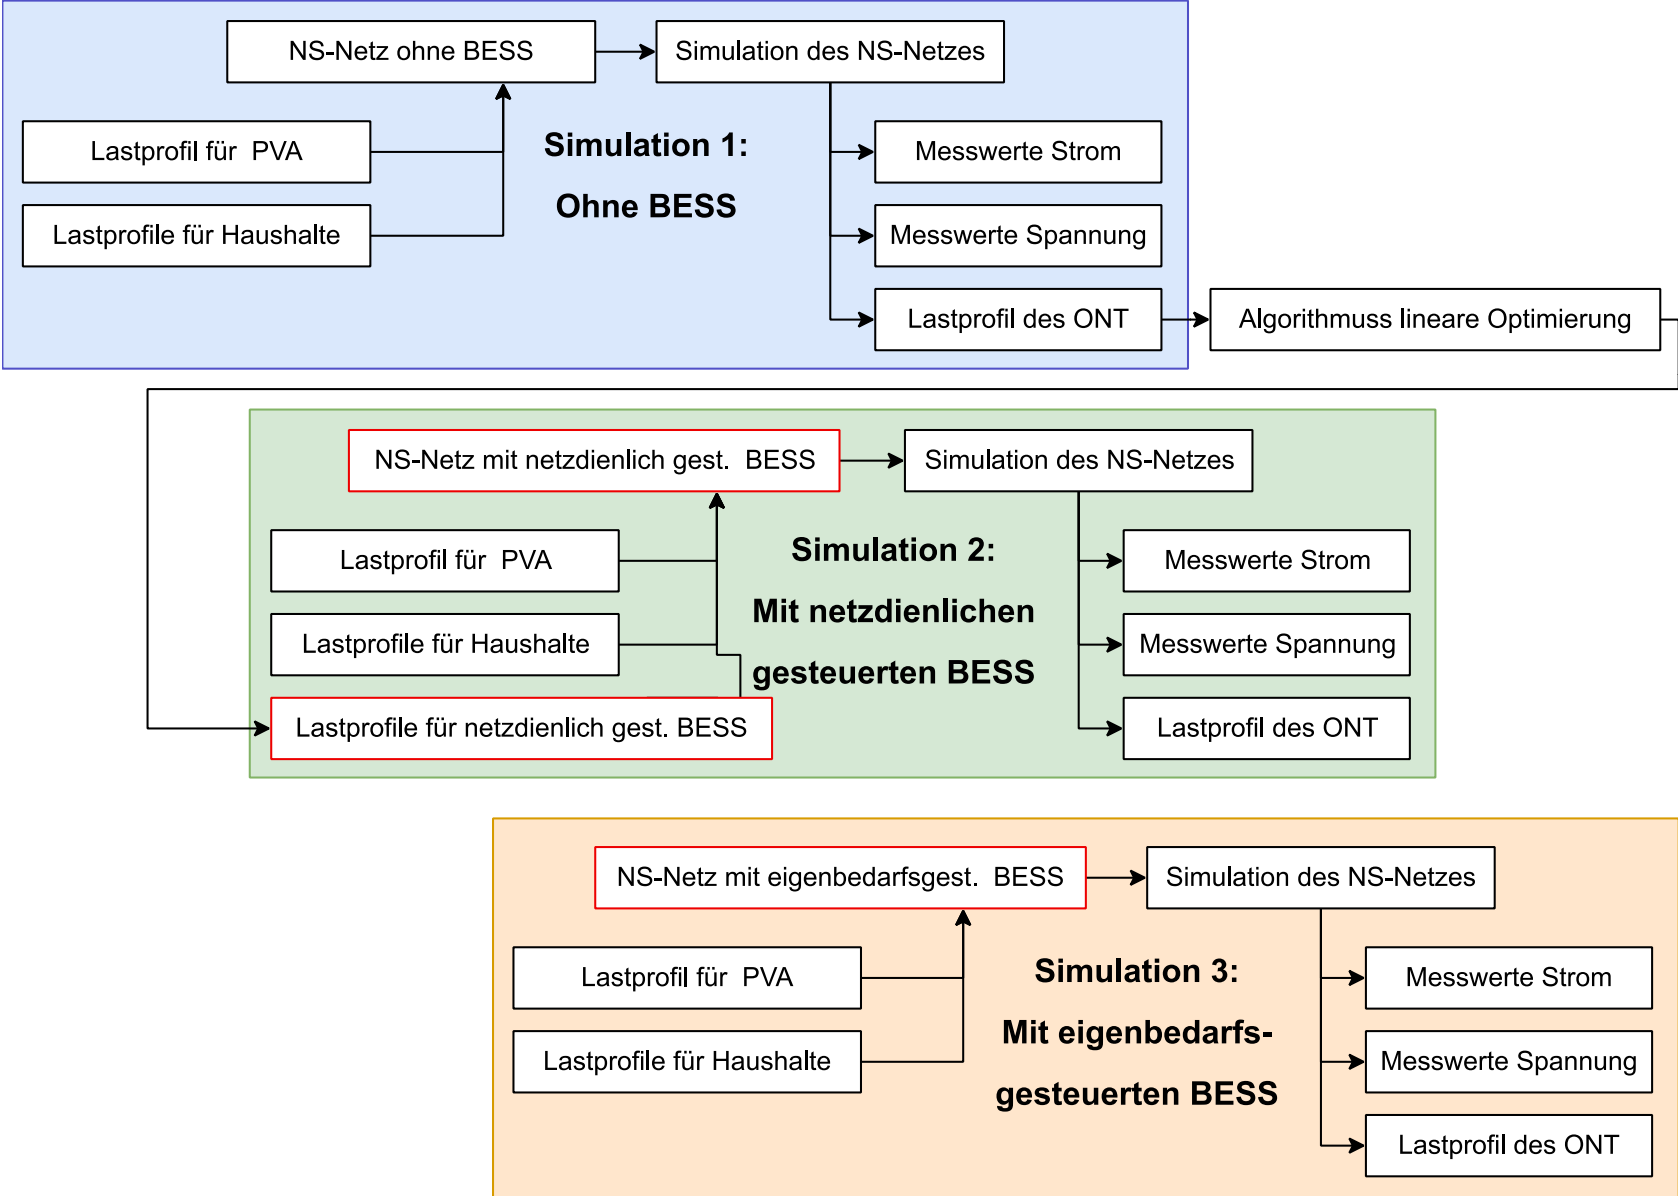 NS-Netz ohne BESS
Simulation des NS-Netzes
Lastprofil für PVA
Lastprofile für Haushalte
Simulation 1:
Ohne BESS
Messwerte Strom
Messwerte Spannung
Lastprofil des ONT
Algorithmuss lineare Optimierung
NS-Netz mit netzdienlich gest. BESS
Simulation des NS-Netzes
Lastprofil für PVA
Lastprofile für Haushalte
Lastprofile für netzdienlich gest. BESS
Simulation 2:
Mit netzdienlichen
gesteuerten BESS
Messwerte Strom
Messwerte Spannung
Lastprofil des ONT
NS-Netz mit eigenbedarfsgest. BESS
Simulation des NS-Netzes
Lastprofil für PVA
Lastprofile für Haushalte
Simulation 3:
Mit eigenbedarfs-
gesteuerten BESS
Messwerte Strom
Messwerte Spannung
Lastprofil des ONT